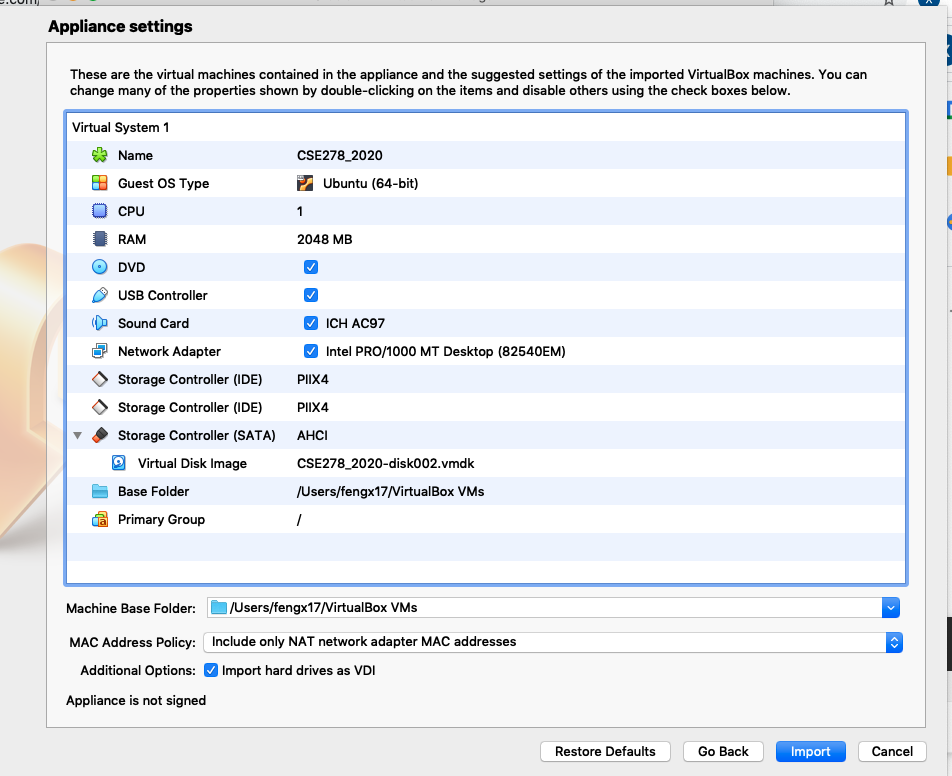 Appliance settings
These are the virtual machines contained in the appliance and the suggested settings of the imported VirtualBox machines. You can
change many of the properties shown by double-clicking on the items and disable others using the check boxes below.
Virtual System 1
Name CSE278_2020
Guest OS Type Ubuntu (64-bit)
CPU 1
RAM 2048 MB
DVD
USB Controller
Sound Card ICH AC97
Network Adapter Intel PRO/1000 MT Desktop (82540EM)
Storage Controller (IDE) PIIX4
Storage Controller (IDE) PIIX4
Storage Controller (SATA) AHCI
Virtual Disk Image CSE278_2020-disk002.vmdk
Base Folder /Users/fengx17/VirtualBox VMs
Primary Group /
Machine Base Folder: /Users/fengx17/VirtualBox VMs
MAC Address Policy: Include only NAT network adapter MAC addresses
Additional Options: Import hard drives as VDI
Appliance is not signed
Restore Defaults Go Back Import Cancel